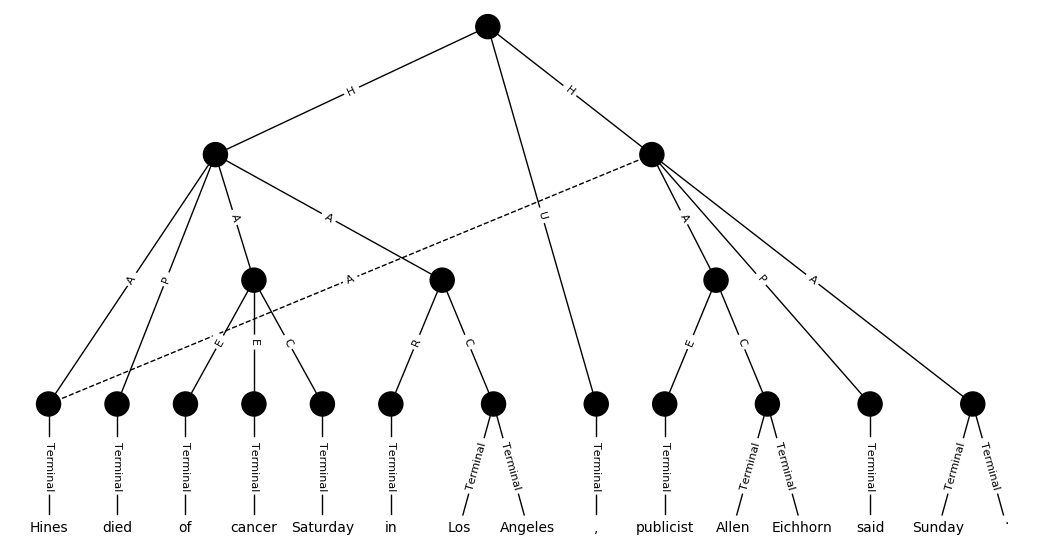 H
H
A
P
A
A
A
U
A
P
A
E
E
C
R
C
E
C
Terminal Terminal Terminal Terminal Terminal Terminal Terminal Terminal Terminal Terminal Terminal Terminal Terminal Terminal Terminal
Hines died of cancer Saturday in Los Angeles , publicist Allen Eichhorn said Sunday .